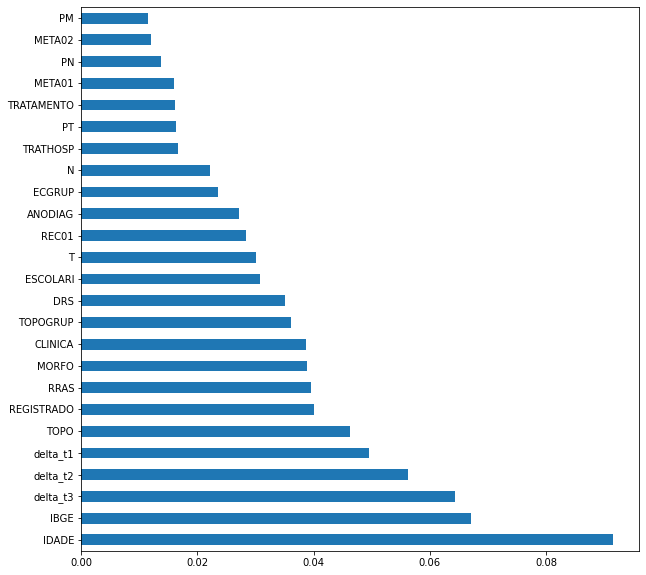 PM
META02
PN
META01
TRATAMENTO
PT
TRATHOSP
N
ECGRUP
ANODIAG
REC01
T
ESCOLARI
DRS
TOPOGRUP
CLINICA
MORFO
RRAS
REGISTRADO
TOPO
delta_t1
delta_t2
delta_t3
IBGE
IDADE
0.00 0.02 0.04 0.06 0.08